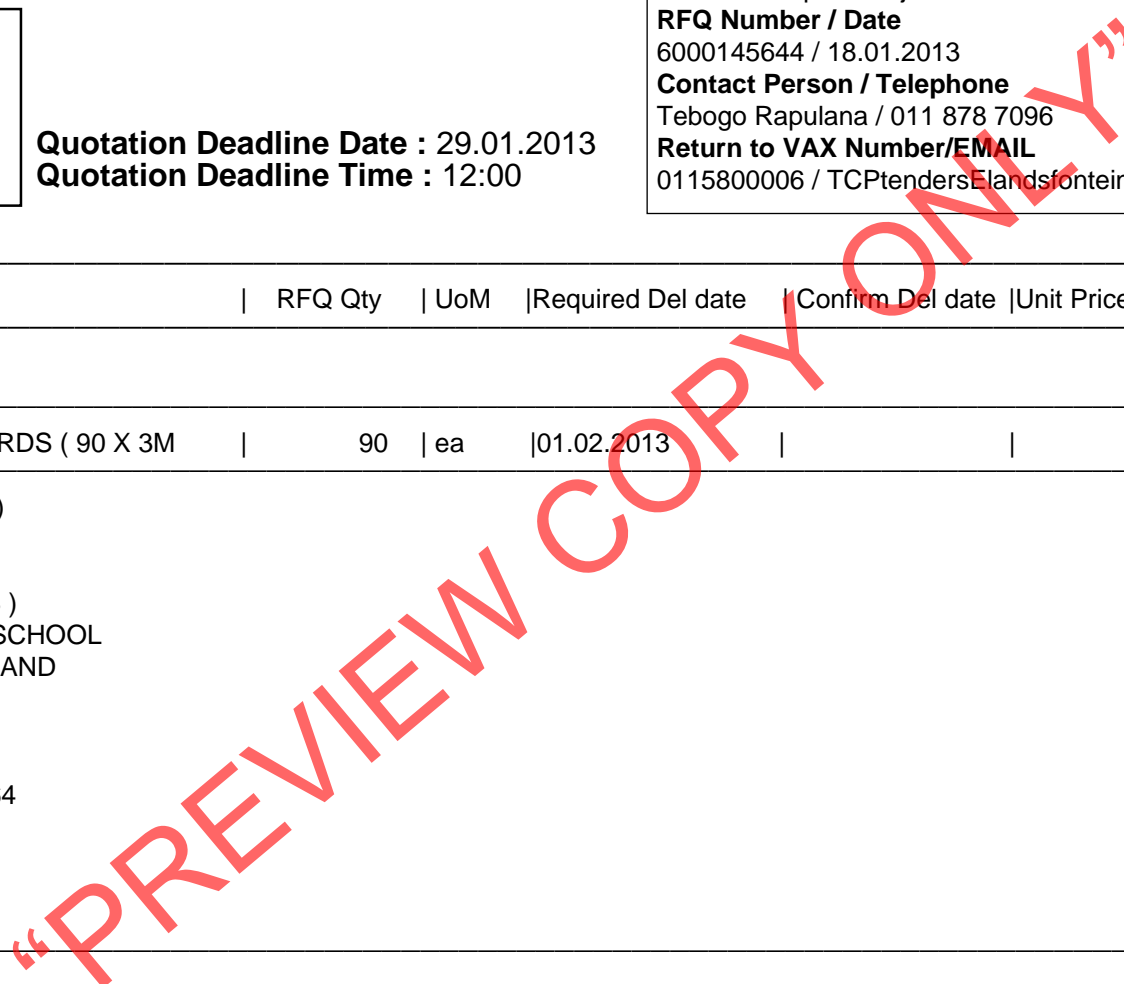 RFQ Number / Date
6000145644 / 18.01.2013
Contact Person / Telephone
Tebogo Rapulana / 011 878 7096
Return to VAX Number/EMAIL
0115800006 / TCPtendersElandsfontein
Quotation Deadline Date : 29.01.2013
Quotation Deadline Time : 12:00
| RFQ Qty | UoM |Required Del date | Confirm Del date |Unit Price
RDS ( 90 X 3M | 90 | ea |01.02.2013 | |
)
)
SCHOOL
AND
4
“PREVIEW COPY ONLY”